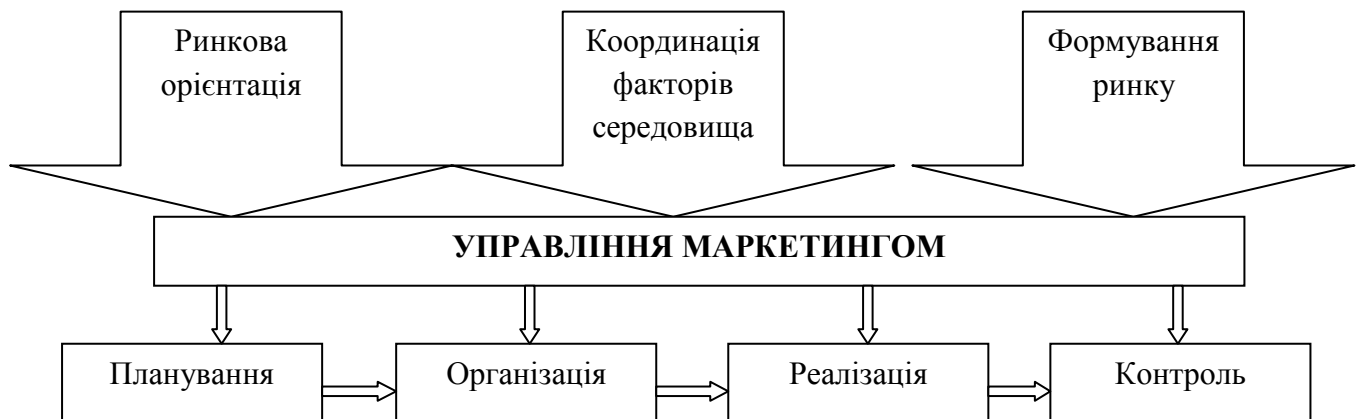 Ринкова
орієнтація
Координація
факторів
середовища
Формування
ринку
УПРАВЛІННЯ МАРКЕТИНГОМ
Планування
Організація
Реалізація
Контроль